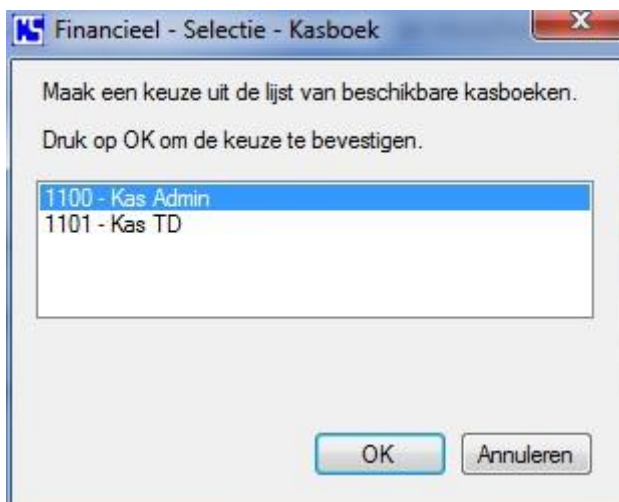 KS Financieel - Selectie - Kasboek
Maak een keuze uit de lijst van beschikbare kasboeken.
Druk op OK om de keuze te bevestigen.
1100 - Kas Admin
1101 - Kas TD
OK Annuleren